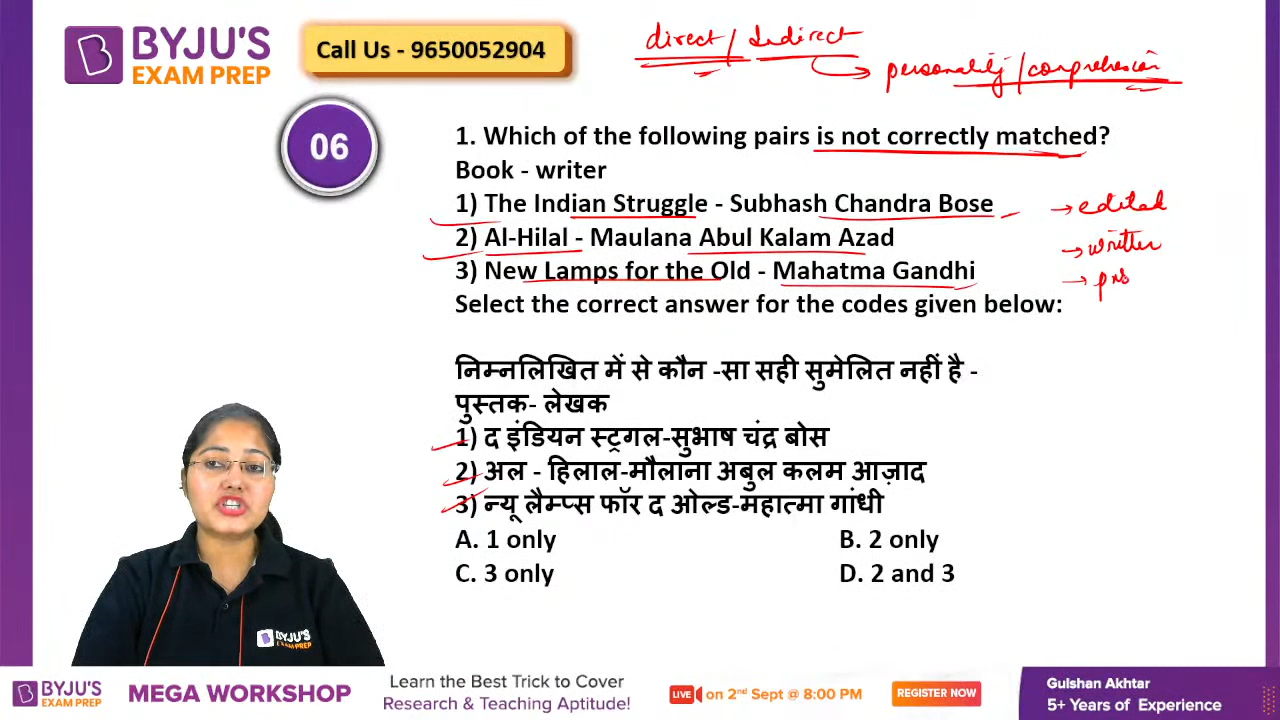 BYJU'S
EXAM PREP
Call Us - 9650052904
direct / Indirect
personality / comprehension
06
1. Which of the following pairs is not correctly matched?
Book - writer
1) The Indian Struggle - Subhash Chandra Bose
→ edited
2) Al-Hilal - Maulana Abul Kalam Azad
→ written
3) New Lamps for the Old - Mahatma Gandhi
Select the correct answer for the codes given below:
निम्नलिखित में से कौन -सा सही सुमेलित नहीं है -
पुस्तक- लेखक
1) द इंडियन स्ट्रगल-सुभाष चंद्र बोस
2) अल - हिलाल-मौलाना अबुल कलम आज़ाद
3) न्यू लैम्प्स फॉर द ओल्ड-महात्मा गांधी
A. 1 only B. 2 only
C. 3 only D. 2 and 3
BYJU'S
EXAM PREP
BYJU'S
EXAM PREP
MEGA WORKSHOP
Learn the Best Trick to Cover
Research & Teaching Aptitude!
LIVE on 2nd Sept @ 8:00 PM
REGISTER NOW
Gulshan Akhtar
5+ Years of Experience